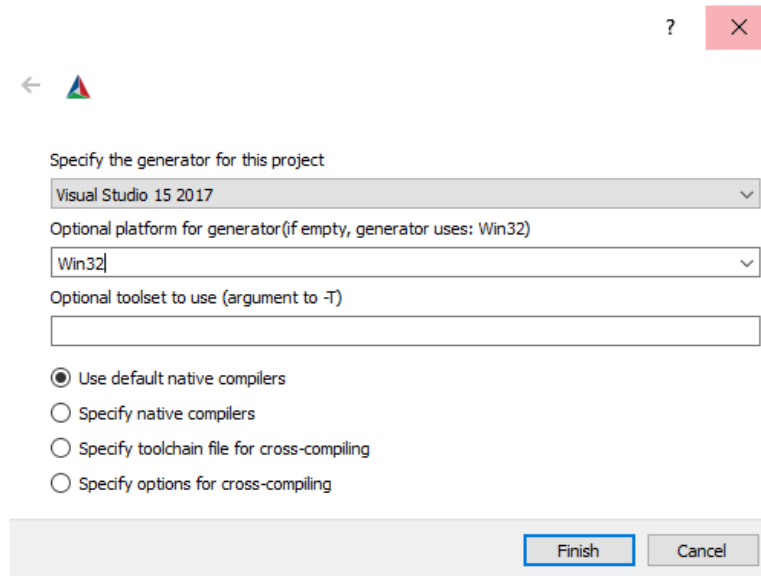 ?
Specify the generator for this project
Visual Studio 15 2017
Optional platform for generator(if empty, generator uses: Win32)
Win32
Optional toolset to use (argument to -T)
Use default native compilers
Specify native compilers
Specify toolchain file for cross-compiling
Specify options for cross-compiling
Finish Cancel